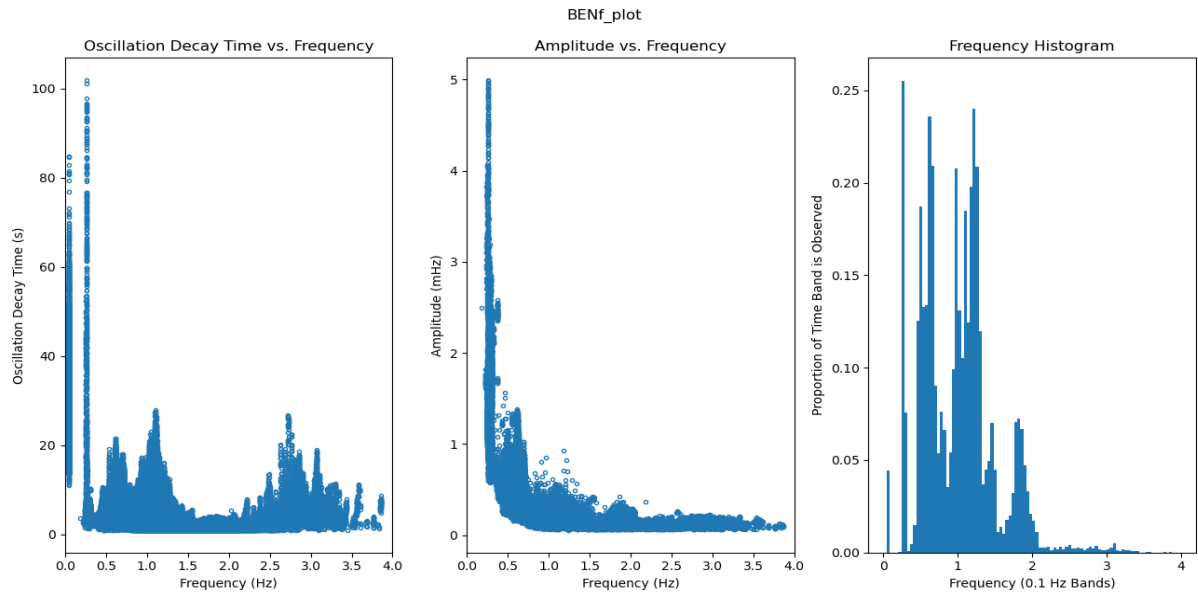 BENf_plot
Oscillation Decay Time vs. Frequency
Oscillation Decay Time (s)
100
80
60
40
20
0
0.0 0.5 1.0 1.5 2.0 2.5 3.0 3.5 4.0
Frequency (Hz)
Amplitude vs. Frequency
Amplitude (mHz)
5
4
3
2
1
0
0.0 0.5 1.0 1.5 2.0 2.5 3.0 3.5 4.0
Frequency (Hz)
Frequency Histogram
Proportion of Time Band is Observed
0.25
0.20
0.15
0.10
0.05
0.00
0 1 2 3 4
Frequency (0.1 Hz Bands)